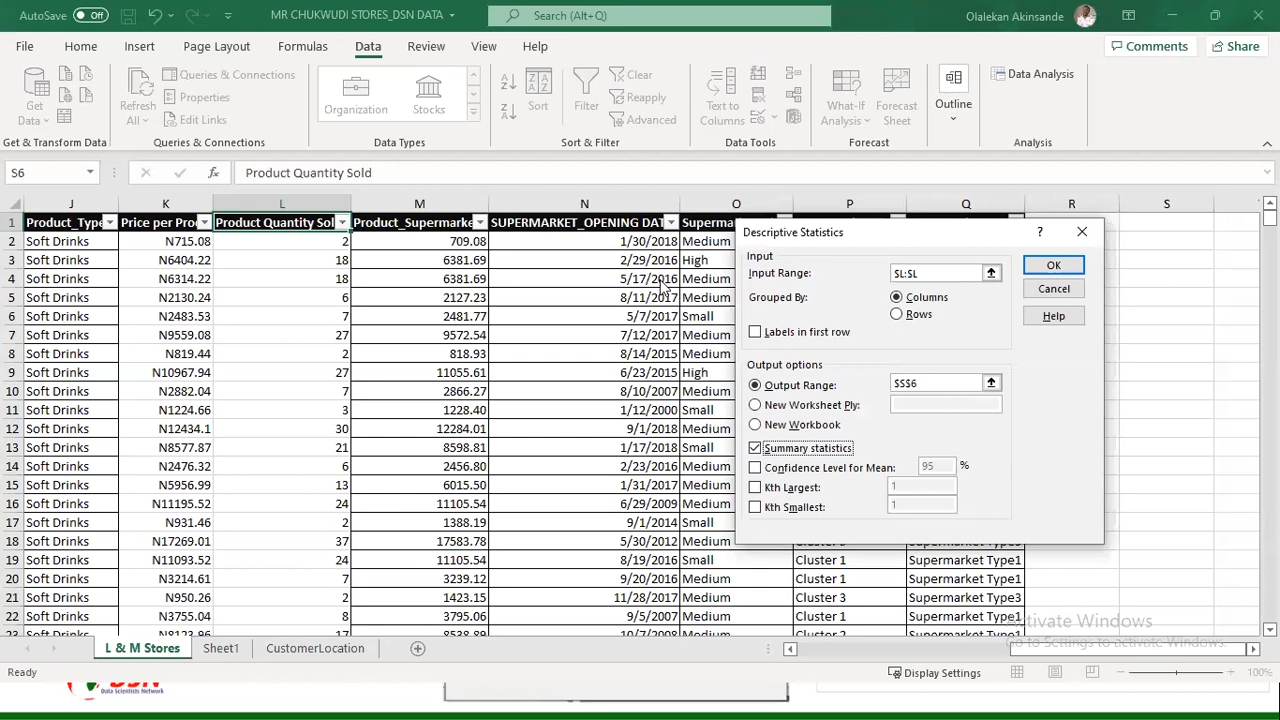 AutoSave Off MR CHUKWUDI STORES_DSN DATA Search (Alt+Q) Olalekan Akinsande
File Home Insert Page Layout Formulas Data Review View Help Comments Share
Get Data Refresh All Queries & Connections Properties Edit Links Organization Stocks Sort Filter Clear Reapply Advanced Text to Columns What-If Analysis Forecast Sheet Outline Data Analysis
Get & Transform Data Queries & Connections Data Types Sort & Filter Data Tools Forecast Analysis
S6 fx Product Quantity Sold
J K L M N O P Q R S
1 Product_Type Price per Pro Product Quantity Sol Product_Supermarke SUPERMARKET_OPENING DAT Superma
2 Soft Drinks N715.08 2 709.08 1/30/2018 Medium
3 Soft Drinks N6404.22 18 6381.69 2/29/2016 High
4 Soft Drinks N6314.22 18 6381.69 5/17/2016 Medium
5 Soft Drinks N2130.24 6 2127.23 8/11/2017 Medium
6 Soft Drinks N2483.53 7 2481.77 5/7/2017 Small
7 Soft Drinks N9559.08 27 9572.54 7/12/2017 Medium
8 Soft Drinks N819.44 2 818.93 8/14/2015 Medium
9 Soft Drinks N10967.94 27 11055.61 6/23/2015 High
10 Soft Drinks N2882.04 7 2866.27 8/10/2007 Medium
11 Soft Drinks N1224.66 3 1228.40 1/12/2000 Small
12 Soft Drinks N12434.1 30 12284.01 9/1/2018 Medium
13 Soft Drinks N8577.87 21 8598.81 1/17/2018 Small
14 Soft Drinks N2476.32 6 2456.80 2/23/2016 Medium
15 Soft Drinks N5956.99 13 6015.50 1/31/2017 Medium
16 Soft Drinks N11195.52 24 11105.54 6/29/2009 Medium
17 Soft Drinks N931.46 2 1388.19 9/1/2014 Small
18 Soft Drinks N17269.01 37 17583.78 5/30/2012 Medium
19 Soft Drinks N11093.52 24 11105.54 8/19/2016 Small Cluster 1 Supermarket Type1
20 Soft Drinks N3214.61 7 3239.12 9/20/2016 Medium Cluster 1 Supermarket Type1
21 Soft Drinks N950.26 2 1423.15 11/28/2017 Medium Cluster 3 Supermarket Type3
22 Soft Drinks N3755.04 8 3795.06 9/5/2007 Medium Cluster 1 Supermarket Type1
23 Soft Drinks N8123.96 17 8538.89 10/7/2008 Medium Cluster 2 Supermarket Type1
Descriptive Statistics ?
Input
Input Range: $L:$L OK
Grouped By: Columns Cancel
Rows Help
Labels in first row
Output options
Output Range: $S$6
New Worksheet Ply:
New Workbook
Summary statistics
Confidence Level for Mean: 95 %
Kth Largest: 1
Kth Smallest: 1
Activate Windows
Go to Settings to activate Windows.
L & M Stores Sheet1 CustomerLocation
Ready Display Settings 100%
DSN
Data Scientists Network